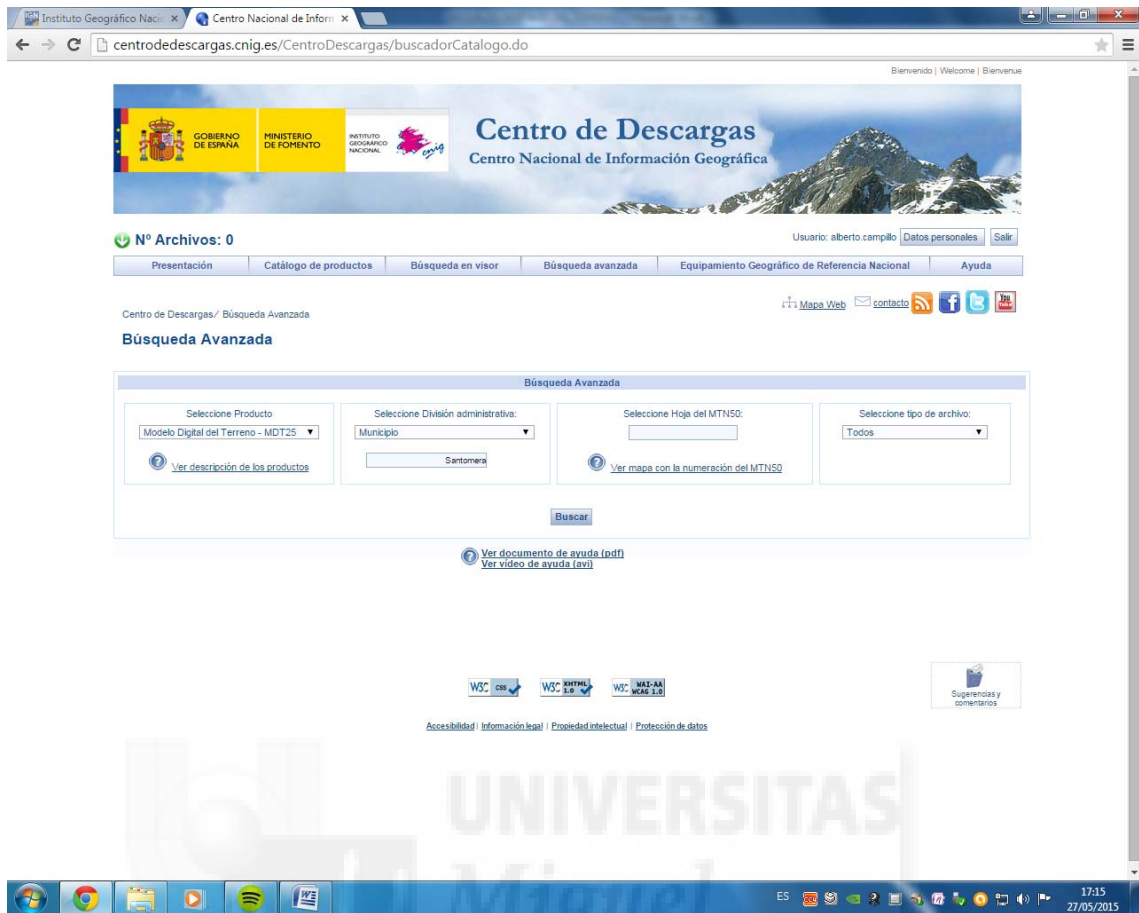 Instituto Geográfico Nacio
Centro Nacional de Inform
centrodedescargas.cnig.es/CentroDescargas/buscadorCatalogo.do
Bienvenido | Welcome | Bienvenue
GOBIERNO DE ESPAÑA
MINISTERIO DE FOMENTO
INSTITUTO GEOGRÁFICO NACIONAL
cnig
Centro de Descargas
Centro Nacional de Información Geográfica
Nº Archivos: 0
Usuario: alberto.campillo Datos personales Salir
Presentación Catálogo de productos Búsqueda en visor Búsqueda avanzada Equipamiento Geográfico de Referencia Nacional Ayuda
Mapa Web contacto You Tube
Centro de Descargas/ Búsqueda Avanzada
Búsqueda Avanzada
Búsqueda Avanzada
Seleccione Producto Seleccione División administrativa: Seleccione Hoja del MTN50: Seleccione tipo de archivo:
Modelo Digital del Terreno - MDT25 Municipio Todos
Santomera
Ver descripción de los productos Ver mapa con la numeración del MTN50
Buscar
Ver documento de ayuda (pdf)
Ver vídeo de ayuda (avi)
W3C CSS W3C XHTML 1.0 W3C WAI-AA WCAG 1.0
Sugerencias y comentarios
Accesibilidad | Información legal | Propiedad intelectual | Protección de datos
UNIVERSITAS
Miguel
ES 17:15
27/05/2015